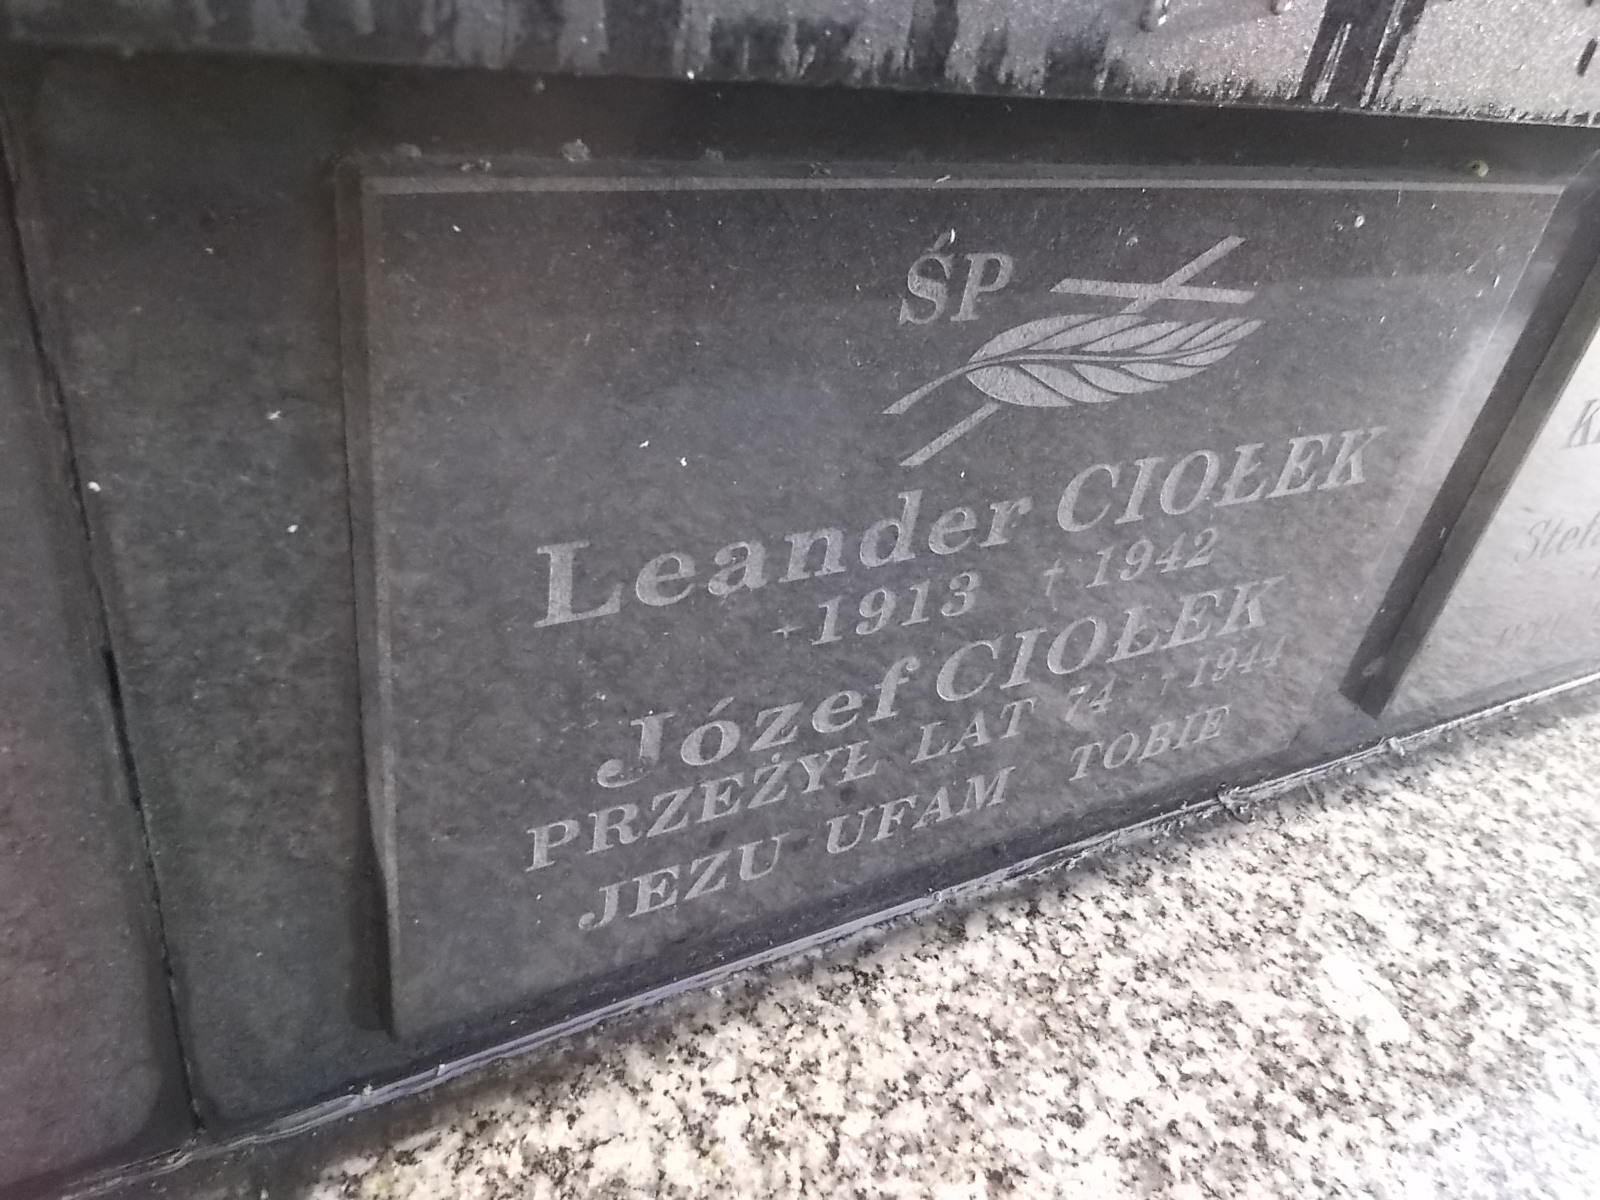 ŚP
Leander CIOŁEK
1913 † 1942
Józef CIOŁEK
PRZEŻYŁ LAT 74 † 1944
JEZU UFAM TOBIE